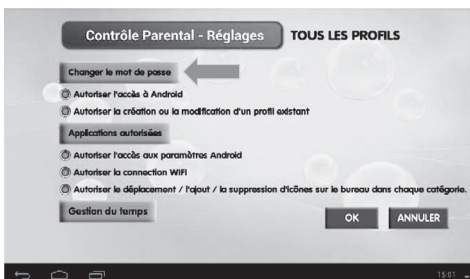 Contrôle Parental - Réglages TOUS LES PROFILS
Changer le mot de passe
Autoriser l'accès à Android
Autoriser la création ou la modification d'un profil existant
Applications autorisées
Autoriser l'accès aux paramètres Android
Autoriser la connection WIFI
Autoriser le déplacement / l'ajout / la suppression d'icônes sur le bureau dans chaque catégorie.
Gestion du temps
OK ANNULER
15:01